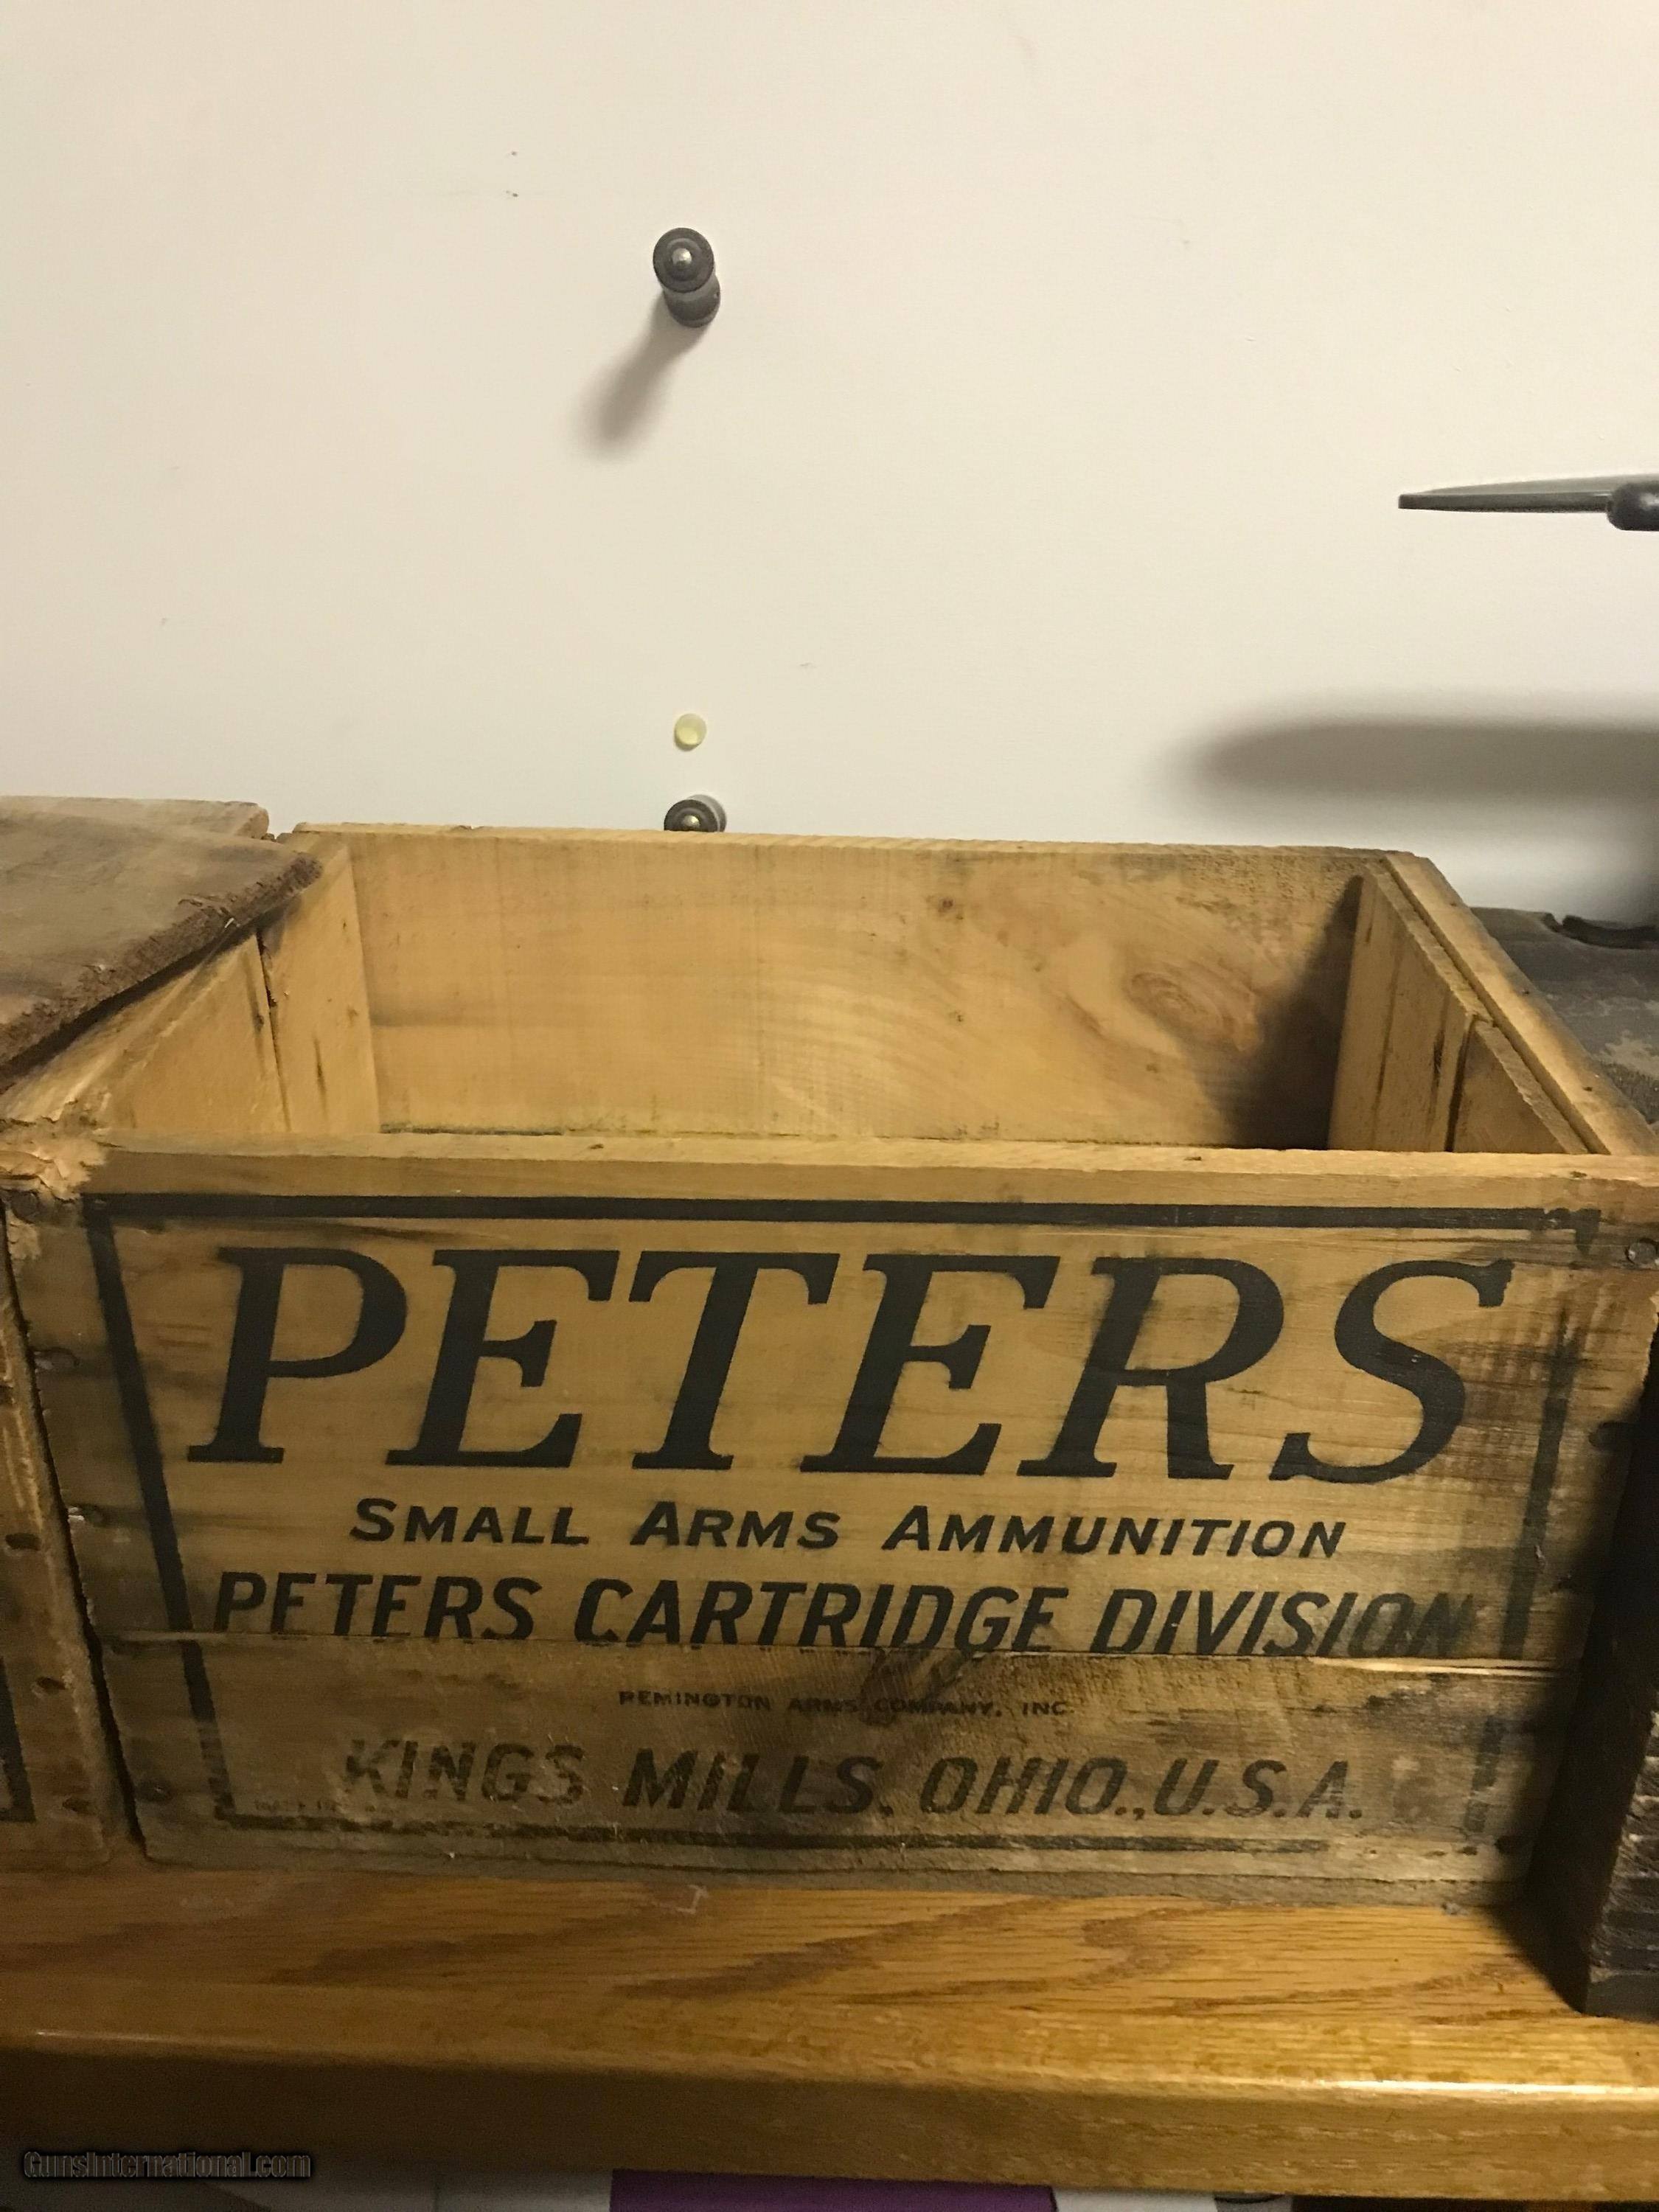 PETERS
SMALL ARMS AMMUNITION
PETERS CARTRIDGE DIVISION
REMINGTON ARMS COMPANY, INC.
KINGS MILLS, OHIO., U.S.A.
GunsInternational.com